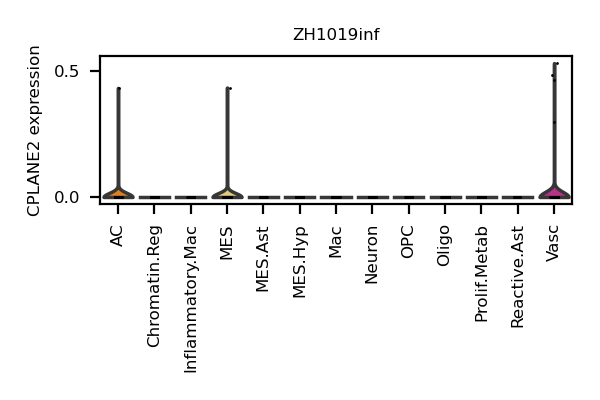 ZH1019inf
CPLANE2 expression
0.5
0.0
AC
Chromatin.Reg
Inflammatory.Mac
MES
MES.Ast
MES.Hyp
Mac
Neuron
OPC
Oligo
Prolif.Metab
Reactive.Ast
Vasc